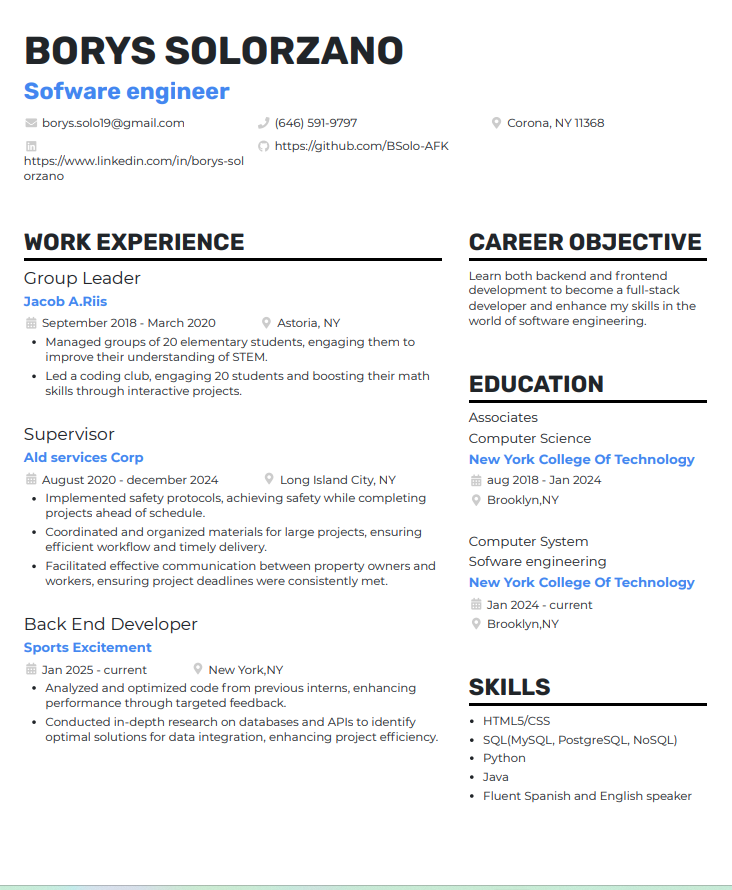 BORYS SOLORZANO
Sofware engineer
borys.solo19@gmail.com
(646) 591-9797
Corona, NY 11368
https://www.linkedin.com/in/borys-sol
orzano
https://github.com/BSolo-AFK
WORK EXPERIENCE
Group Leader
Jacob A.Riis
September 2018 - March 2020
Astoria, NY
• Managed groups of 20 elementary students, engaging them to
improve their understanding of STEM.
• Led a coding club, engaging 20 students and boosting their math
skills through interactive projects.
Supervisor
Ald services Corp
August 2020 - december 2024
Long Island City, NY
• Implemented safety protocols, achieving safety while completing
projects ahead of schedule.
• Coordinated and organized materials for large projects, ensuring
efficient workflow and timely delivery.
• Facilitated effective communication between property owners and
workers, ensuring project deadlines were consistently met.
Back End Developer
Sports Excitement
Jan 2025 - current
New York,NY
• Analyzed and optimized code from previous interns, enhancing
performance through targeted feedback.
• Conducted in-depth research on databases and APIs to identify
optimal solutions for data integration, enhancing project efficiency.
CAREER OBJECTIVE
Learn both backend and frontend
development to become a full-stack
developer and enhance my skills in the
world of software engineering.
EDUCATION
Associates
Computer Science
New York College Of Technology
aug 2018 - Jan 2024
Brooklyn,NY
Computer System
Sofware engineering
New York College Of Technology
Jan 2024 - current
Brooklyn,NY
SKILLS
• HTML5/CSS
• SQL(MySQL, PostgreSQL, NoSQL)
• Python
• Java
• Fluent Spanish and English speaker